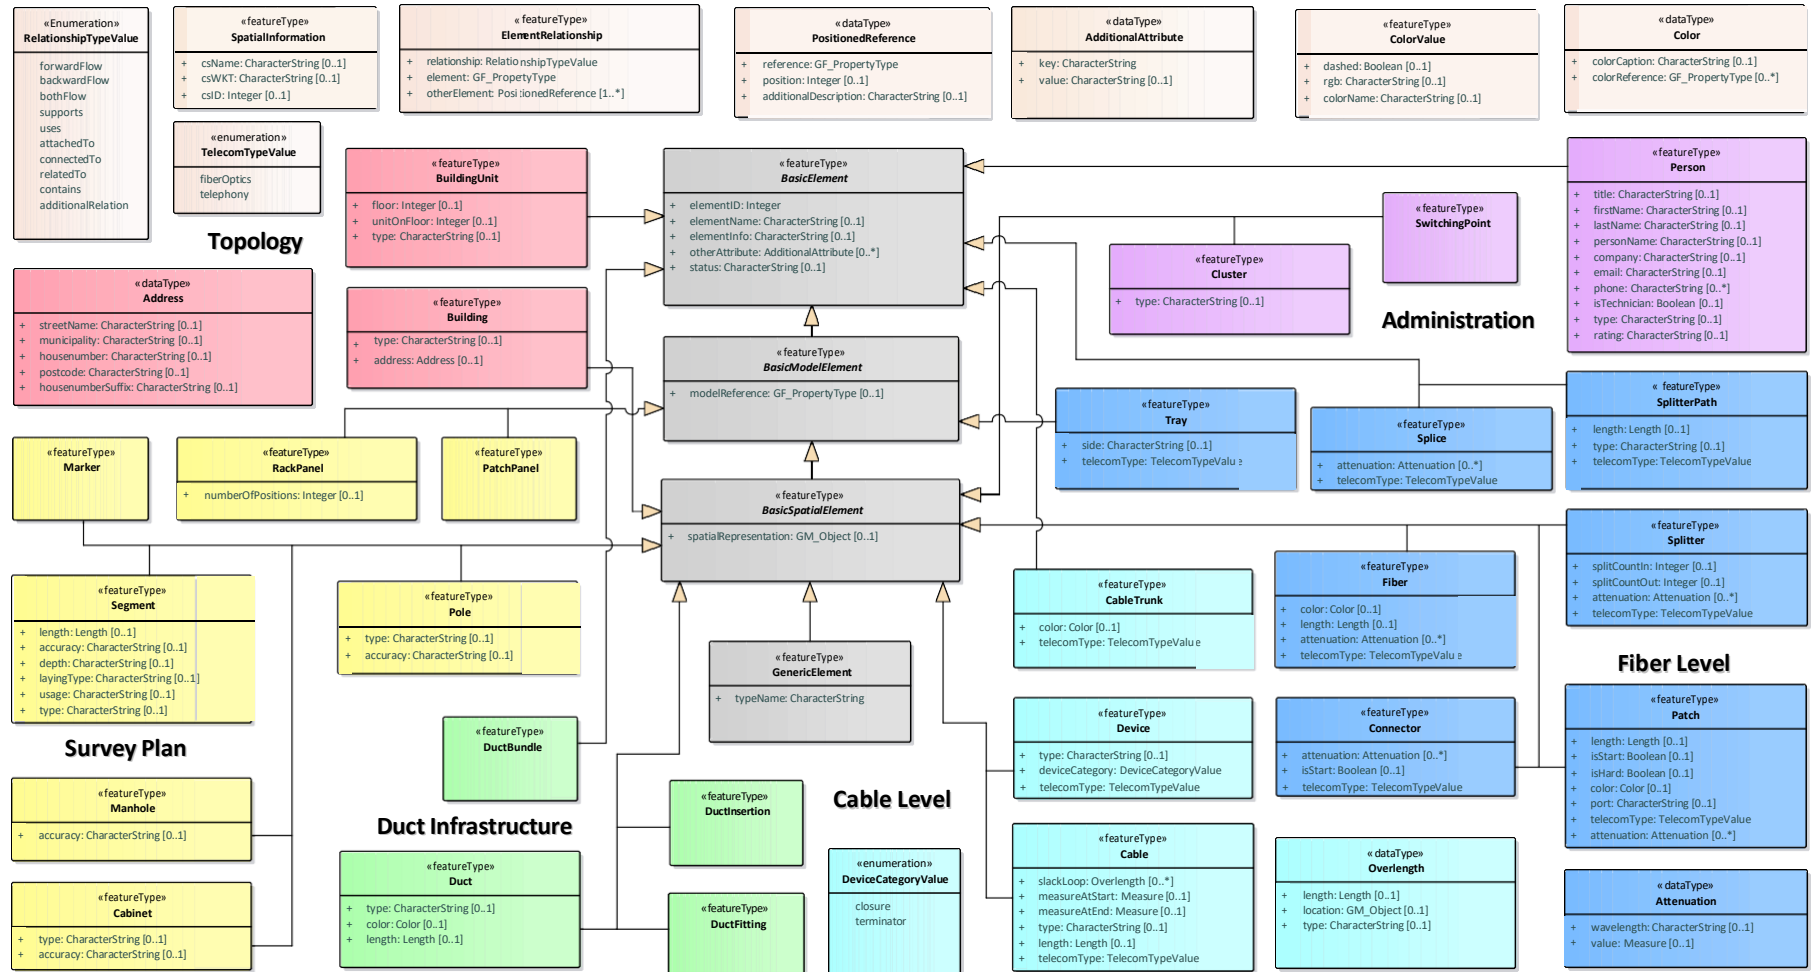 «Enumeration»
RelationshipTypeValue
forwardFlow
backwardFlow
bothFlow
supports
uses
attachedTo
connectedTo
relatedTo
contains
additionalRelation
«featureType»
SpatialInformation
+ csName: CharacterString [0..1]
+ csWKT: CharacterString [0..1]
+ csID: Integer [0..1]
«featureType»
ElementRelationship
+ relationship: RelationshipTypeValue
+ element: GF_PropertyType
+ otherElement: PositionedReference [1..*]
«dataType»
PositionedReference
+ reference: GF_PropertyType
+ position: Integer [0..1]
+ additionalDescription: CharacterString [0..1]
«dataType»
AdditionalAttribute
+ key: CharacterString
+ value: CharacterString [0..1]
«featureType»
ColorValue
+ dashed: Boolean [0..1]
+ rgb: CharacterString [0..1]
+ colorName: CharacterString [0..1]
«dataType»
Color
+ colorCaption: CharacterString [0..1]
+ colorReference: GF_PropertyType [0..*]
«enumeration»
TelecomTypeValue
fiberOptics
telephony
Topology
«featureType»
BuildingUnit
+ floor: Integer [0..1]
+ unitOnFloor: Integer [0..1]
+ type: CharacterString [0..1]
«featureType»
BasicElement
+ elementID: Integer
+ elementName: CharacterString [0..1]
+ elementInfo: CharacterString [0..1]
+ otherAttribute: AdditionalAttribute [0..*]
+ status: CharacterString [0..1]
«featureType»
Cluster
+ type: CharacterString [0..1]
«featureType»
SwitchingPoint
Administration
«featureType»
Person
+ title: CharacterString [0..1]
+ firstName: CharacterString [0..1]
+ lastName: CharacterString [0..1]
+ personName: CharacterString [0..1]
+ company: CharacterString [0..1]
+ email: CharacterString [0..1]
+ phone: CharacterString [0..*]
+ isTechnician: Boolean [0..1]
+ type: CharacterString [0..1]
+ rating: CharacterString [0..1]
«dataType»
Address
+ streetName: CharacterString [0..1]
+ municipality: CharacterString [0..1]
+ housenumber: CharacterString [0..1]
+ postcode: CharacterString [0..1]
+ housenumberSuffix: CharacterString [0..1]
«featureType»
Building
+ type: CharacterString [0..1]
+ address: Address [0..1]
«featureType»
BasicModelElement
+ modelReference: GF_PropertyType [0..1]
«featureType»
Tray
+ side: CharacterString [0..1]
+ telecomType: TelecomTypeValue
«featureType»
Splice
+ attenuation: Attenuation [0..*]
+ telecomType: TelecomTypeValue
« featureType»
SplitterPath
+ length: Length [0..1]
+ type: CharacterString [0..1]
+ telecomType: TelecomTypeValue
«featureType»
Marker
«featureType»
RackPanel
+ numberOfPositions: Integer [0..1]
«featureType»
PatchPanel
«featureType»
BasicSpatialElement
+ spatialRepresentation: GM_Object [0..1]
«featureType»
Splitter
+ splitCountIn: Integer [0..1]
+ splitCountOut: Integer [0..1]
+ attenuation: Attenuation [0..*]
+ telecomType: TelecomTypeValue
«featureType»
Segment
+ length: Length [0..1]
+ accuracy: CharacterString [0..1]
+ depth: CharacterString [0..1]
+ layingType: CharacterString [0..1]
+ usage: CharacterString [0..1]
+ type: CharacterString [0..1]
«featureType»
Pole
+ type: CharacterString [0..1]
+ accuracy: CharacterString [0..1]
«featureType»
GenericElement
+ typeName: CharacterString
«featureType»
CableTrunk
+ color: Color [0..1]
+ telecomType: TelecomTypeValue
«featureType»
Fiber
+ color: Color [0..1]
+ length: Length [0..1]
+ attenuation: Attenuation [0..*]
+ telecomType: TelecomTypeValue
Fiber Level
Survey Plan
«featureType»
DuctBundle
«featureType»
Device
+ type: CharacterString [0..1]
+ deviceCategory: DeviceCategoryValue
+ telecomType: TelecomTypeValue
«featureType»
Connector
+ attenuation: Attenuation [0..*]
+ isStart: Boolean [0..1]
+ telecomType: TelecomTypeValue
«featureType»
Patch
+ length: Length [0..1]
+ isStart: Boolean [0..1]
+ isHard: Boolean [0..1]
+ color: Color [0..1]
+ port: CharacterString [0..1]
+ telecomType: TelecomTypeValue
+ attenuation: Attenuation [0..*]
«featureType»
Manhole
+ accuracy: CharacterString [0..1]
Duct Infrastructure
«featureType»
DuctInsertion
Cable Level
«featureType»
Cabinet
+ type: CharacterString [0..1]
+ accuracy: CharacterString [0..1]
«featureType»
Duct
+ type: CharacterString [0..1]
+ color: Color [0..1]
+ length: Length [0..1]
«featureType»
DuctFitting
«enumeration»
DeviceCategoryValue
closure
terminator
«featureType»
Cable
+ slackLoop: Overlength [0..*]
+ measureAtStart: Measure [0..1]
+ measureAtEnd: Measure [0..1]
+ type: CharacterString [0..1]
+ length: Length [0..1]
+ telecomType: TelecomTypeValue
«dataType»
Overlength
+ length: Length [0..1]
+ location: GM_Object [0..1]
+ type: CharacterString [0..1]
«dataType»
Attenuation
+ wavelength: CharacterString [0..1]
+ value: Measure [0..1]